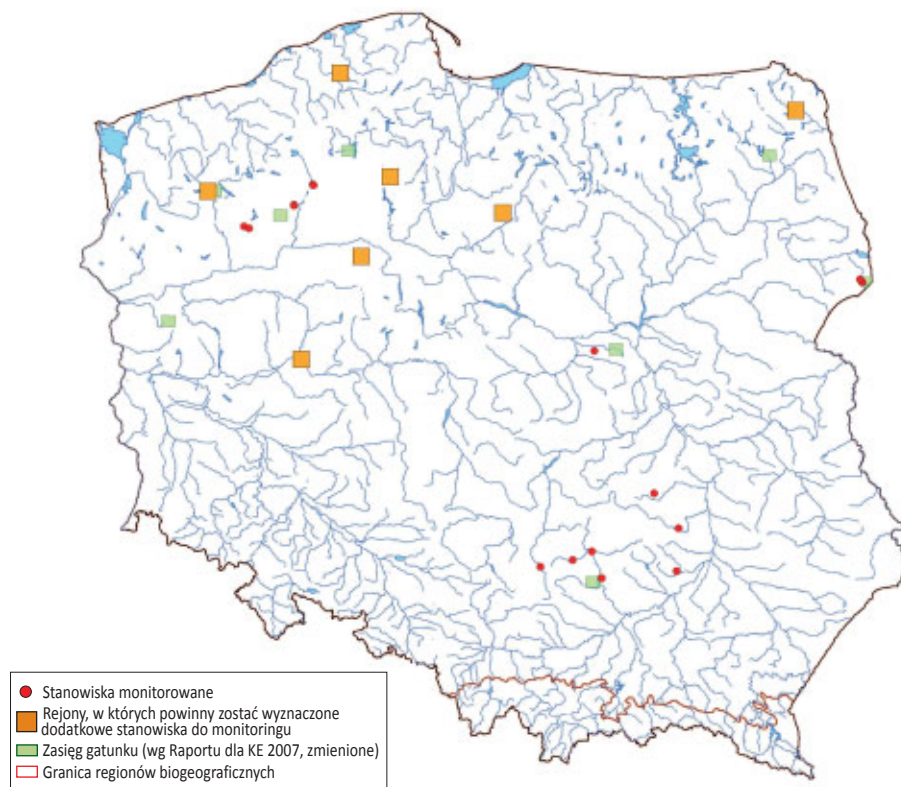 Stanowiska monitorowane
Rejony, w których powinny zostać wyznaczone
dodatkowe stanowiska do monitoringu
Zasięg gatunku (wg Raportu dla KE 2007, zmienione)
Granica regionów biogeograficznych